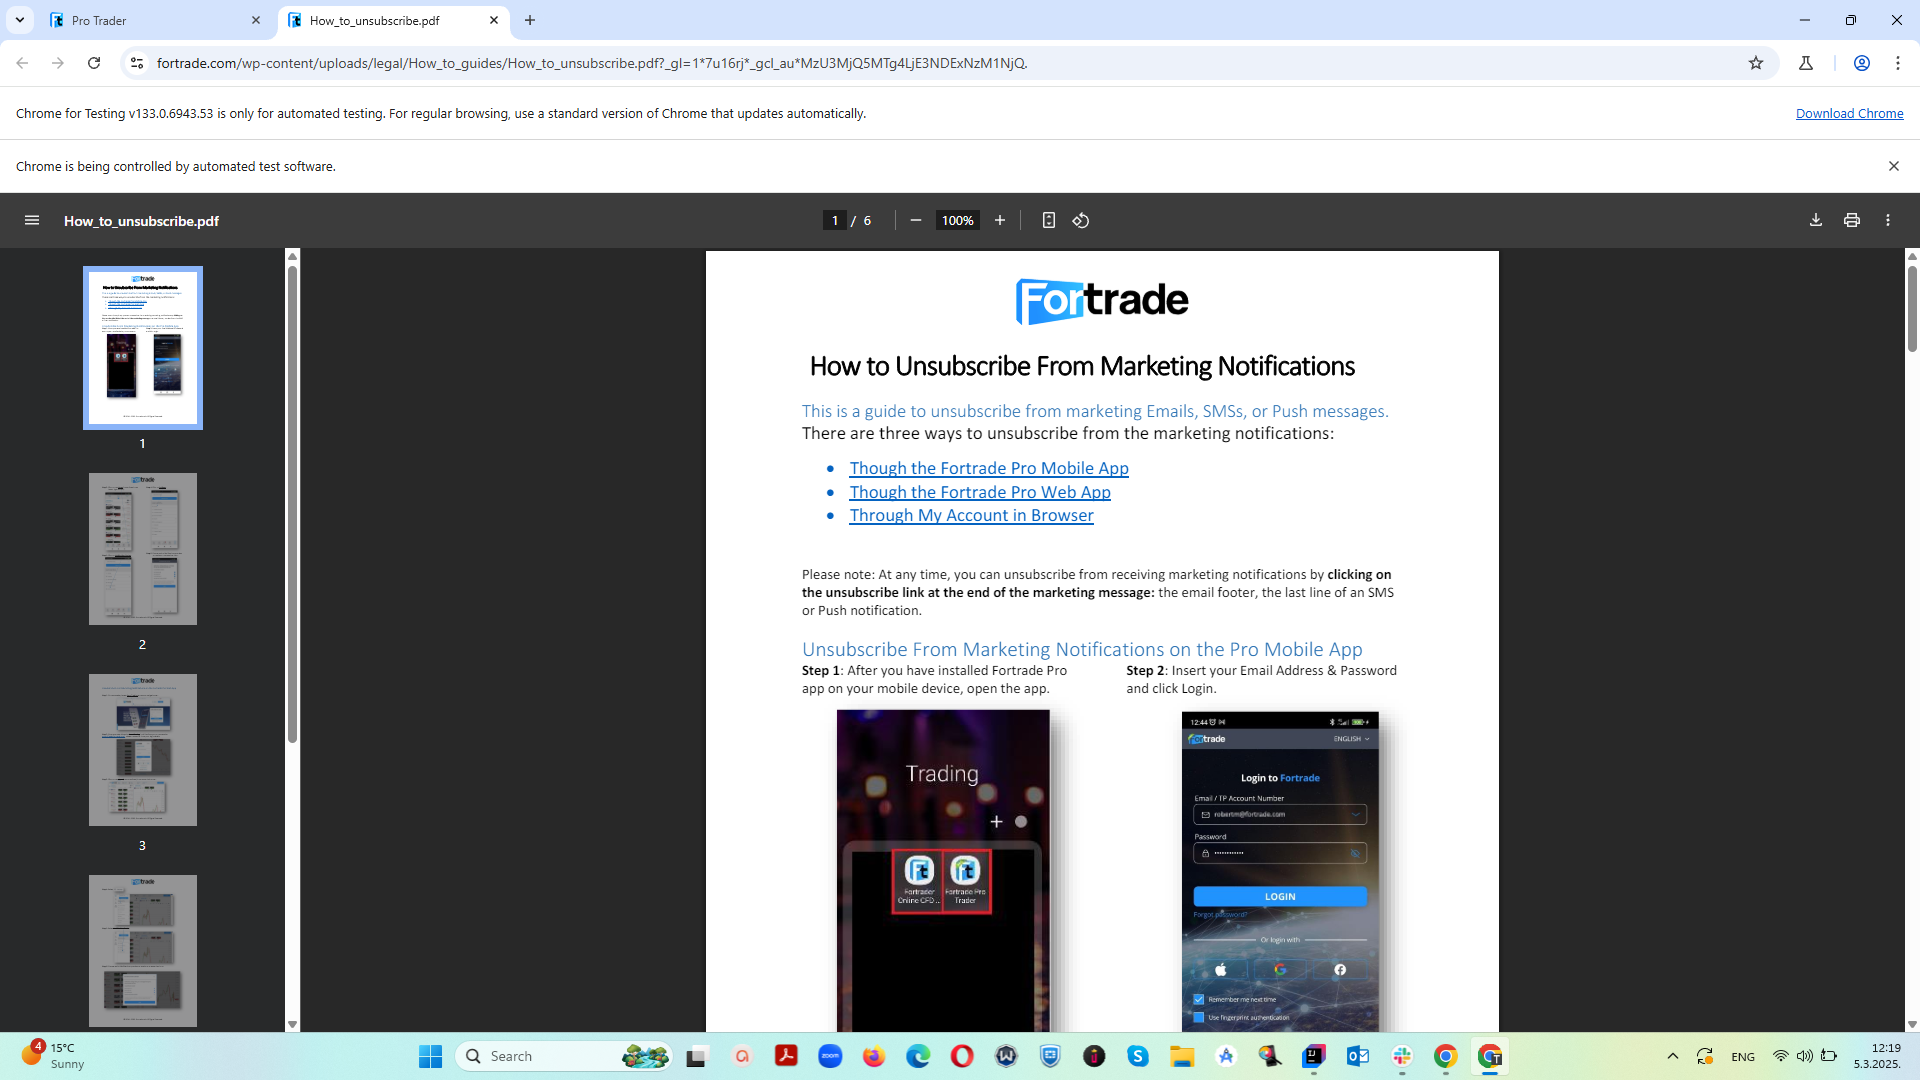 Pro Trader
How_to_unsubscribe.pdf
fortrade.com/wp-content/uploads/legal/How_to_guides/How_to_unsubscribe.pdf?_gl=1*7u16rj*_gcl_au*MzU3MjQ5MTg4LjE3NDExNzM1NjQ.
Chrome for Testing v133.0.6943.53 is only for automated testing. For regular browsing, use a standard version of Chrome that updates automatically.
Download Chrome
Chrome is being controlled by automated test software.
How_to_unsubscribe.pdf
1 / 6
100%
1
2
3
Fortrade
How to Unsubscribe From Marketing Notifications
This is a guide to unsubscribe from marketing Emails, SMSs, or Push messages.
There are three ways to unsubscribe from the marketing notifications:
• Though the Fortrade Pro Mobile App
• Though the Fortrade Pro Web App
• Through My Account in Browser
Please note: At any time, you can unsubscribe from receiving marketing notifications by clicking on
the unsubscribe link at the end of the marketing message: the email footer, the last line of an SMS
or Push notification.
Unsubscribe From Marketing Notifications on the Pro Mobile App
Step 1: After you have installed Fortrade Pro
app on your mobile device, open the app.
Step 2: Insert your Email Address & Password
and click Login.
Trading
Fortrader
Online CFD ..
Fortrade Pro
Trader
12:44
Fortrade
ENGLISH
Login to Fortrade
Email / TP Account Number
robertm@fortrade.com
Password
LOGIN
Forgot password?
Or login with
Remember me next time
Use fingerprint authentication
4
15°C
Sunny
Search
zoom
ENG
12:19
5.3.2025.